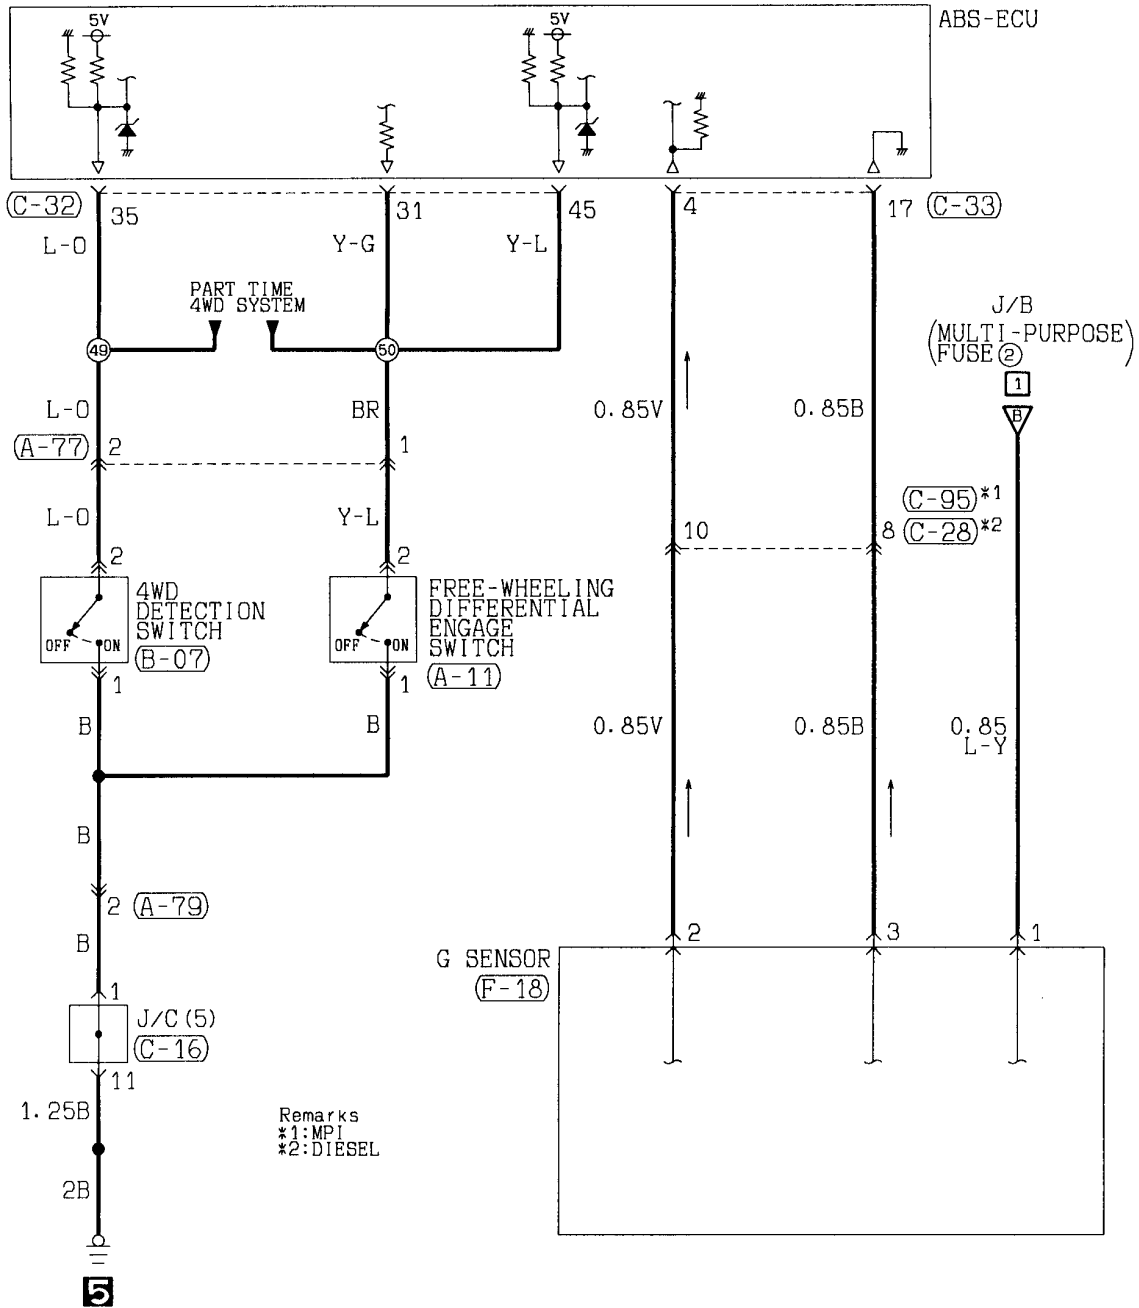 ABS-ECU
5V
5V
C-32
35
31
45
4
17
C-33
L-O
Y-G
Y-L
PART TIME
4WD SYSTEM
J/B
(MULTI-PURPOSE)
FUSE 2
1
49
50
B
L-O
BR
0.85V
0.85B
A-77
2
1
C-95 *1
C-28 *2
L-O
Y-L
10
8
2
2
4WD
DETECTION
SWITCH
B-07
OFF
ON
FREE-WHEELING
DIFFERENTIAL
ENGAGE
SWITCH
A-11
OFF
ON
1
1
B
B
0.85V
0.85B
0.85
L-Y
B
2
A-79
B
2
3
1
G SENSOR
F-18
1
J/C(5)
C-16
11
1.25B
Remarks
*1:MPI
*2:DIESEL
2B
5